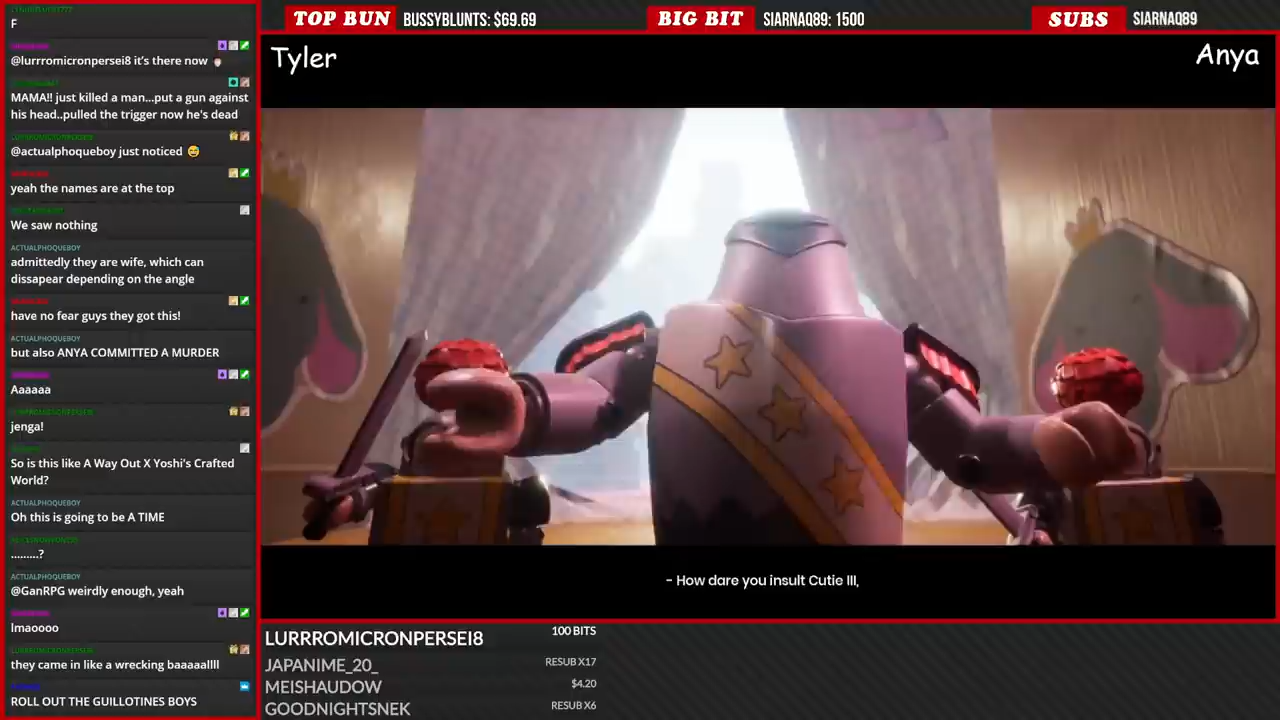 TOP BUN BUSSYBLUNTS: $69.69 BIG BIT SIARNAQ89: 1500 SUBS SIARNAQ89
F
@lurrromicronpersei8 it's there now
MAMA!! just killed a man...put a gun against
his head..pulled the trigger now he's dead
@actualphoqueboy just noticed
yeah the names are at the top
We saw nothing
ACTUALPHOQUEBOY
admittedly they are wife, which can
dissapear depending on the angle
have no fear guys they got this!
ACTUALPHOQUEBOY
but also ANYA COMMITTED A MURDER
Aaaaaa
jenga!
So is this like A Way Out X Yoshi's Crafted
World?
ACTUALPHOQUEBOY
Oh this is going to be A TIME
.........?
ACTUALPHOQUEBOY
@GanRPG weirdly enough, yeah
lmaoooo
LURRROMICRONPERSEI8
they came in like a wrecking baaaaallll
ROLL OUT THE GUILLOTINES BOYS
Tyler
Anya
- How dare you insult Cutie III,
LURRROMICRONPERSEI8 100 BITS
JAPANIME_20_ RESUB X17
MEISHAUDOW $4.20
GOODNIGHTSNEK RESUB X6